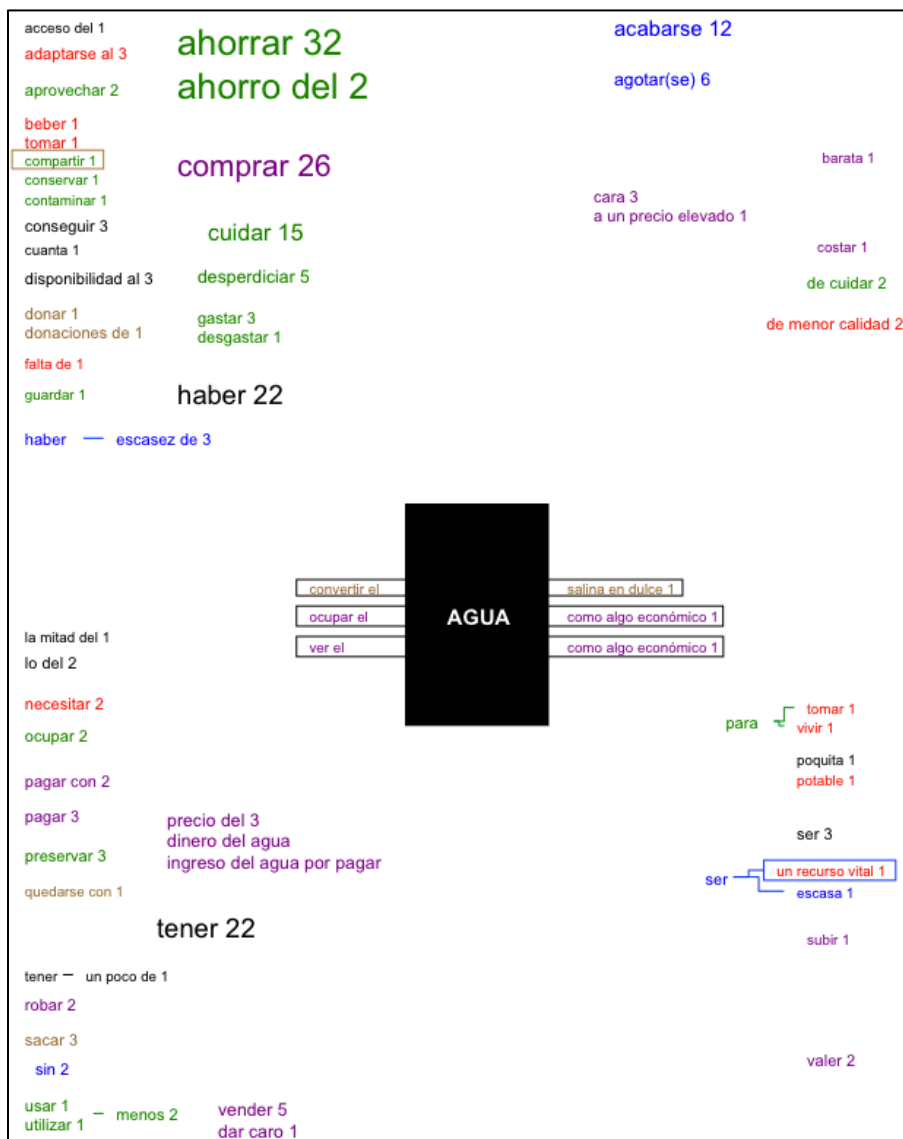 acceso del 1
adaptarse al 3
aprovechar 2
beber 1
tomar 1
compartir 1
conservar 1
contaminar 1
conseguir 3
cuanta 1
disponibilidad al 3
donar 1
donaciones de 1
falta de 1
guardar 1
haber — escasez de 3
ahorrar 32
ahorro del 2
comprar 26
cuidar 15
desperdiciar 5
gastar 3
desgastar 1
haber 22
acabarse 12
agotar(se) 6
barata 1
cara 3
a un precio elevado 1
costar 1
de cuidar 2
de menor calidad 2
convertir el
ocupar el
ver el
AGUA
salina en dulce 1
como algo económico 1
como algo económico 1
la mitad del 1
lo del 2
necesitar 2
ocupar 2
pagar con 2
pagar 3
preservar 3
quedarse con 1
precio del 3
dinero del agua
ingreso del agua por pagar
tener 22
tener – un poco de 1
robar 2
sacar 3
sin 2
usar 1
utilizar 1
– menos 2
vender 5
dar caro 1
para
tomar 1
vivir 1
poquita 1
potable 1
ser 3
ser
un recurso vital 1
escasa 1
subir 1
valer 2